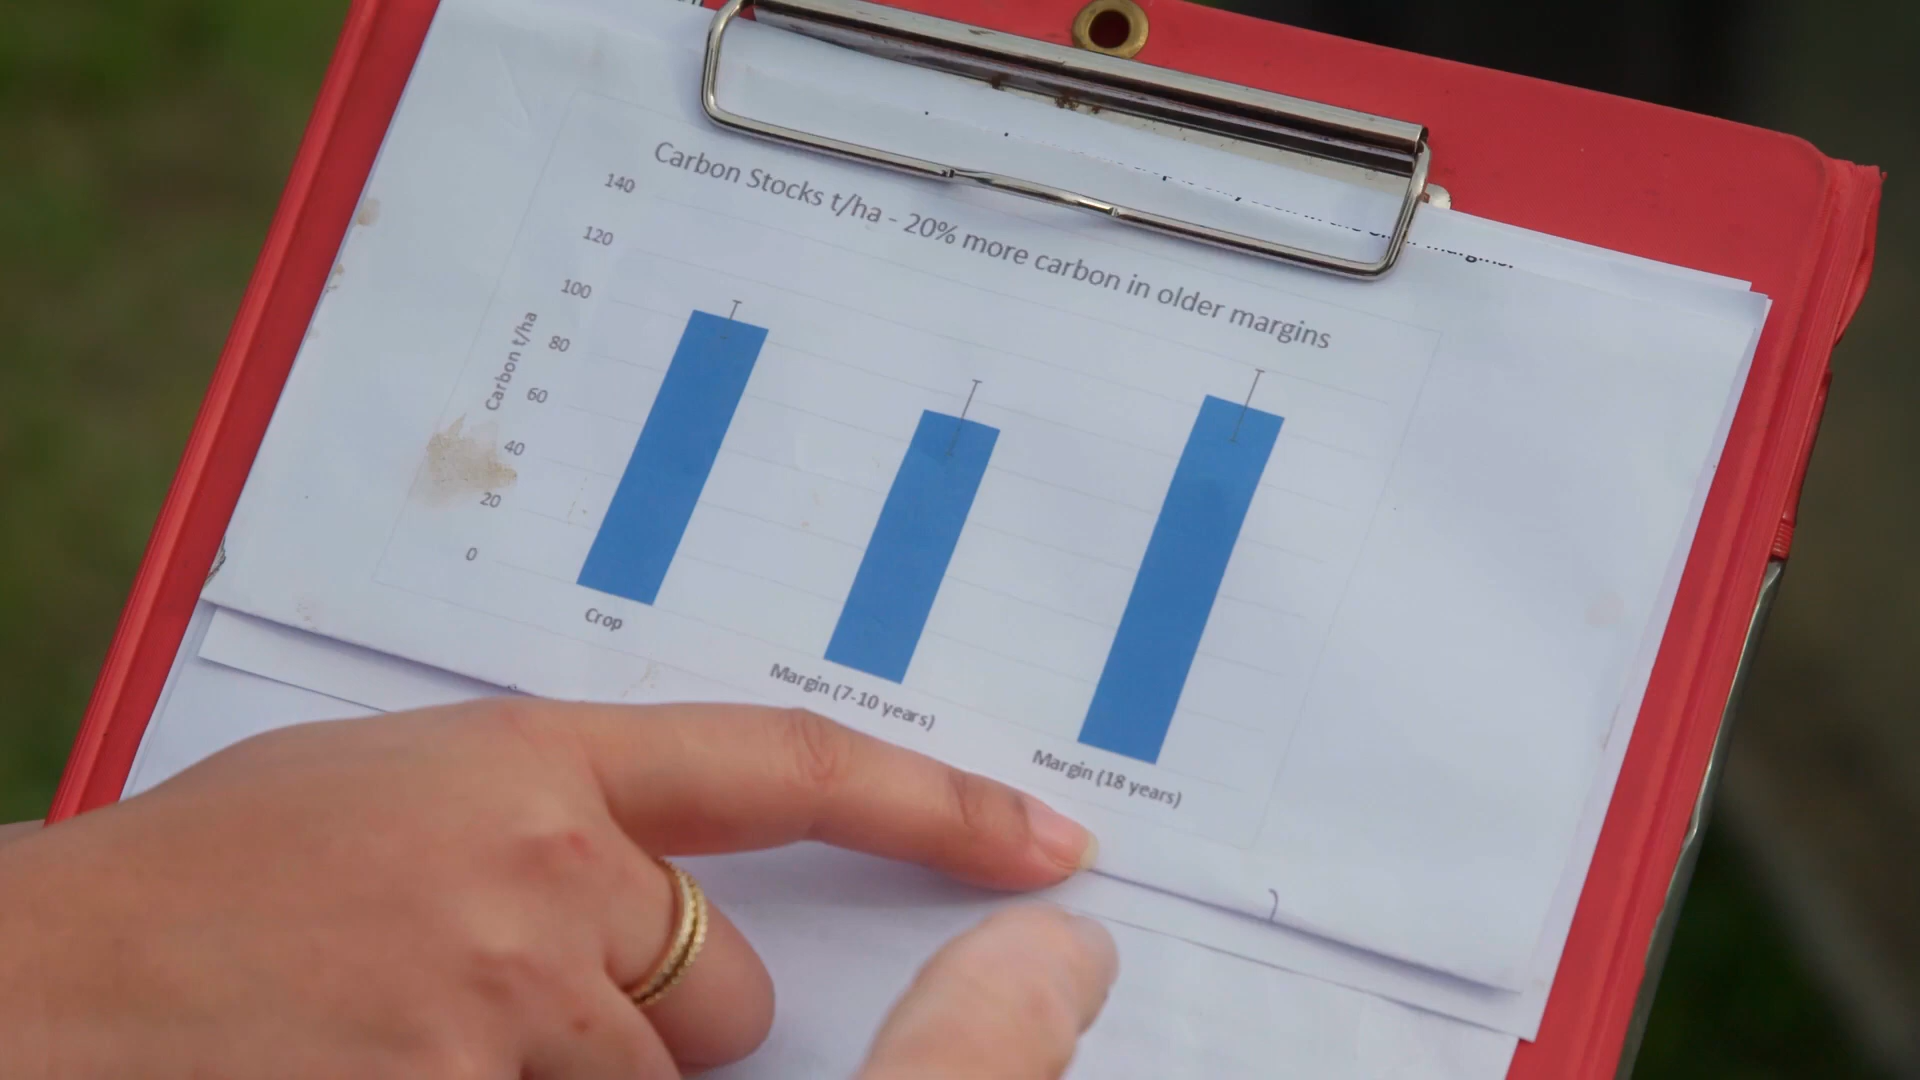 margins.
Carbon Stocks t/ha - 20% more carbon in older margins
140
120
100
80
60
40
20
0
Carbon t/ha
Crop
Margin (7-10 years)
Margin (18 years)